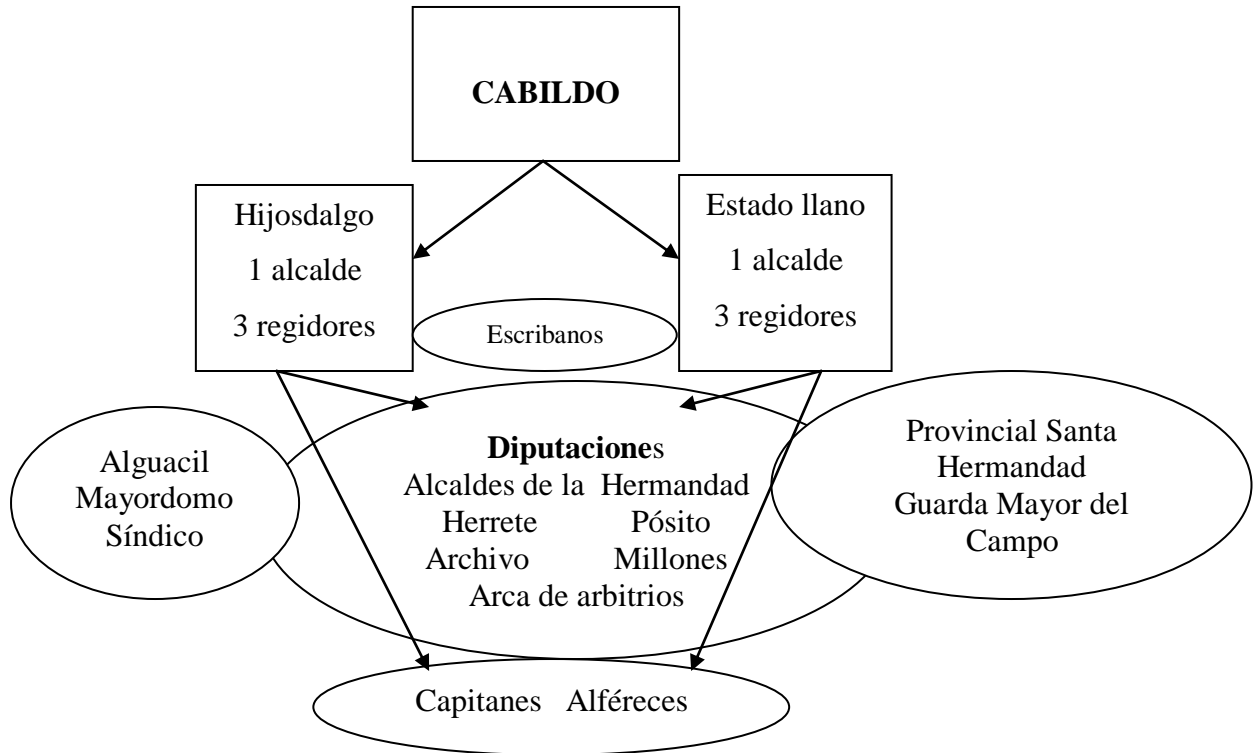 CABILDO
Hijosdalgo
1 alcalde
3 regidores
Estado llano
1 alcalde
3 regidores
Escribanos
Alguacil
Mayordomo
Síndico
Diputaciones
Alcaldes de la Hermandad
Herrete Pósito
Archivo Millones
Arca de arbitrios
Provincial Santa
Hermandad
Guarda Mayor del
Campo
Capitanes Alféreces